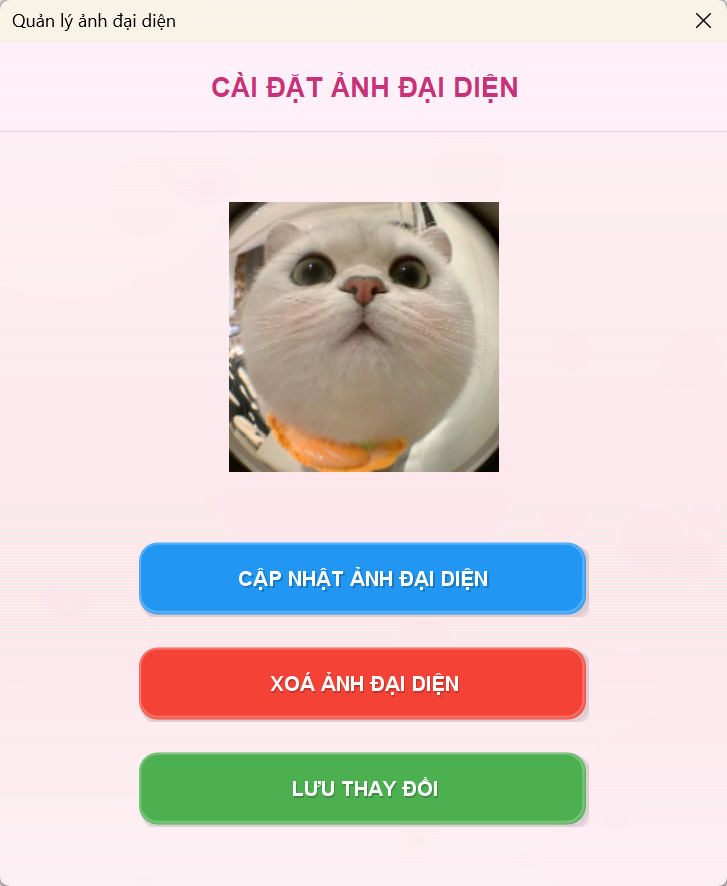 Quản lý ảnh đại diện
CÀI ĐẶT ẢNH ĐẠI DIỆN
CẬP NHẬT ẢNH ĐẠI DIỆN
XOÁ ẢNH ĐẠI DIỆN
LƯU THAY ĐỔI